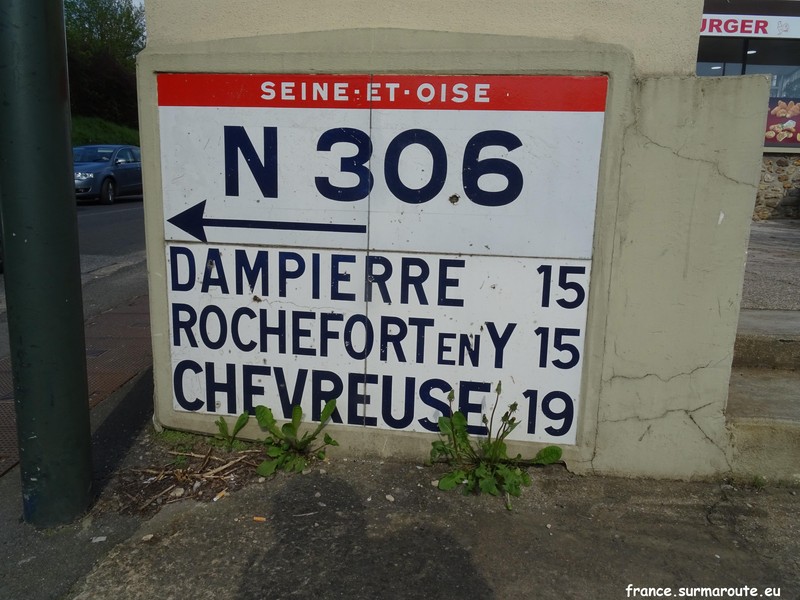 URGER
SEINE-ET-OISE
N 306
DAMPIERRE 15
ROCHEFORT EN Y 15
CHEVREUSE 19
france.surmaroute.eu